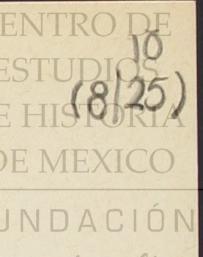 ENTRO DE
10
ESTUDIOS
(8/25)
E HISTORIA
DE MEXICO
UNDACIÓN